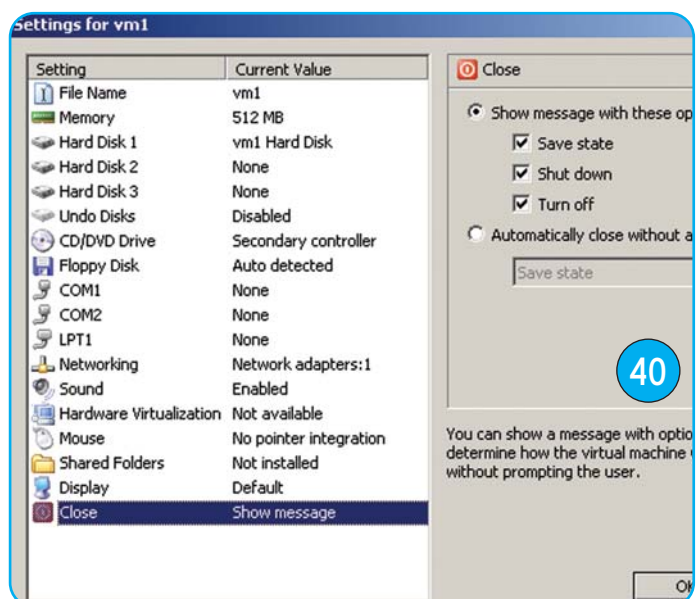 Settings for vm1
Setting Current Value
File Name vm1
Memory 512 MB
Hard Disk 1 vm1 Hard Disk
Hard Disk 2 None
Hard Disk 3 None
Undo Disks Disabled
CD/DVD Drive Secondary controller
Floppy Disk Auto detected
COM1 None
COM2 None
LPT1 None
Networking Network adapters:1
Sound Enabled
Hardware Virtualization Not available
Mouse No pointer integration
Shared Folders Not installed
Display Default
Close Show message
Close
Show message with these op
Save state
Shut down
Turn off
Automatically close without a
Save state
40
You can show a message with optio
determine how the virtual machine
without prompting the user.
OK